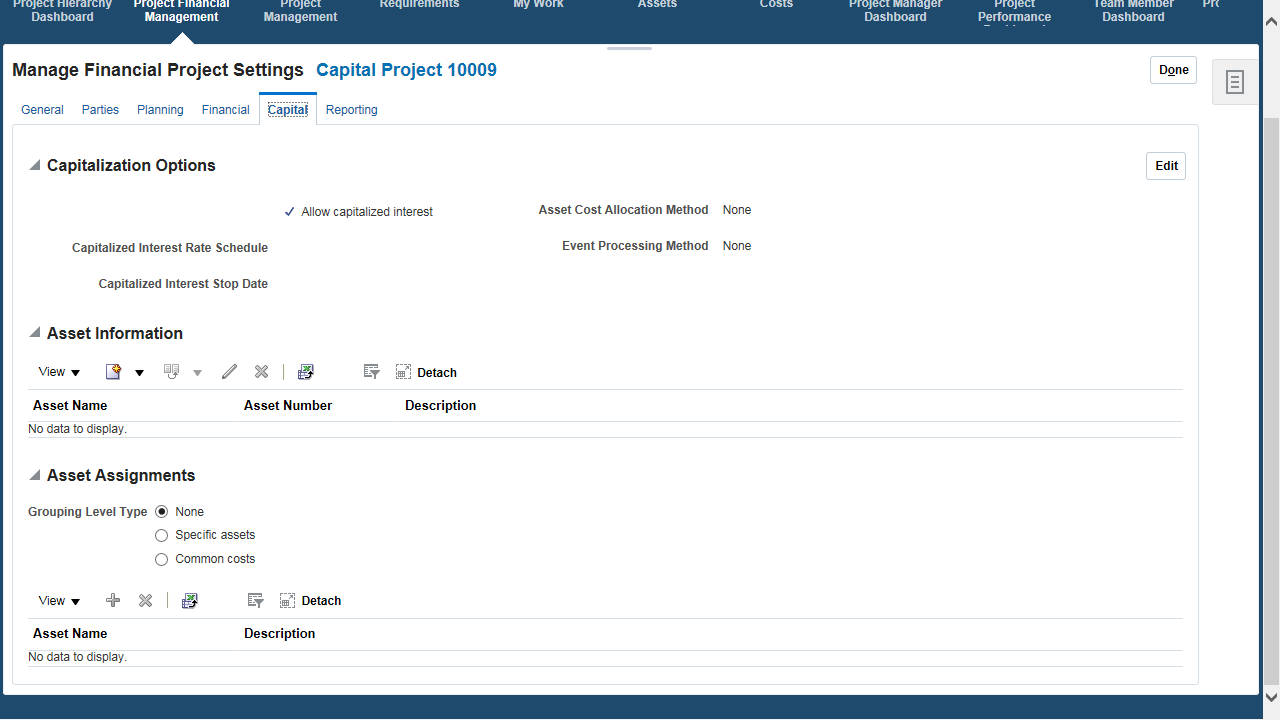 Project Hierarchy Dashboard
Project Financial Management
Project Management
Requirements
My Work
Assets
Costs
Project Manager Dashboard
Project Performance
Team Member Dashboard
Manage Financial Project Settings Capital Project 10009
Done
General Parties Planning Financial Capital Reporting
Capitalization Options
Edit
Allow capitalized interest
Asset Cost Allocation Method None
Capitalized Interest Rate Schedule
Event Processing Method None
Capitalized Interest Stop Date
Asset Information
View Detach
Asset Name Asset Number Description
No data to display.
Asset Assignments
Grouping Level Type None
Specific assets
Common costs
View Detach
Asset Name Description
No data to display.